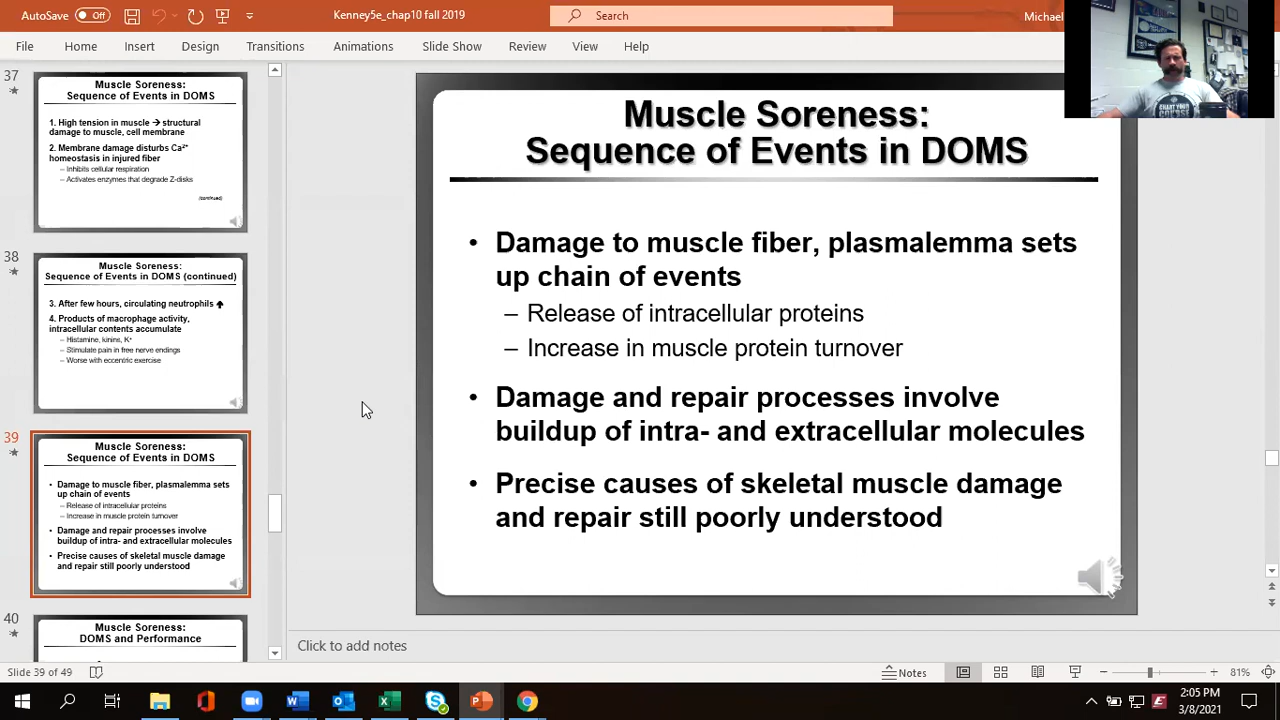 AutoSave
Off
Kenney5e_chap10 fall 2019
Search
Michael
File
Home
Insert
Design
Transitions
Animations
Slide Show
Review
View
Help
37
Muscle Soreness:
Sequence of Events in DOMS
1. High tension in muscle → structural
damage to muscle, cell membrane
2. Membrane damage disturbs Ca²⁺
homeostasis in injured fiber
– Inhibits cellular respiration
– Activates enzymes that degrade Z-disks
(continued)
38
Muscle Soreness:
Sequence of Events in DOMS (continued)
3. After few hours, circulating neutrophils ↑
4. Products of macrophage activity,
intracellular contents accumulate
– Histamine, kinins, K⁺
– Stimulate pain in free nerve endings
– Worse with eccentric exercise
39
Muscle Soreness:
Sequence of Events in DOMS
• Damage to muscle fiber, plasmalemma sets
up chain of events
– Release of intracellular proteins
– Increase in muscle protein turnover
• Damage and repair processes involve
buildup of intra- and extracellular molecules
• Precise causes of skeletal muscle damage
and repair still poorly understood
40
Muscle Soreness:
DOMS and Performance
Muscle Soreness:
Sequence of Events in DOMS
• Damage to muscle fiber, plasmalemma sets
up chain of events
– Release of intracellular proteins
– Increase in muscle protein turnover
• Damage and repair processes involve
buildup of intra- and extracellular molecules
• Precise causes of skeletal muscle damage
and repair still poorly understood
Click to add notes
Slide 39 of 49
Notes
81%
2:05 PM
3/8/2021